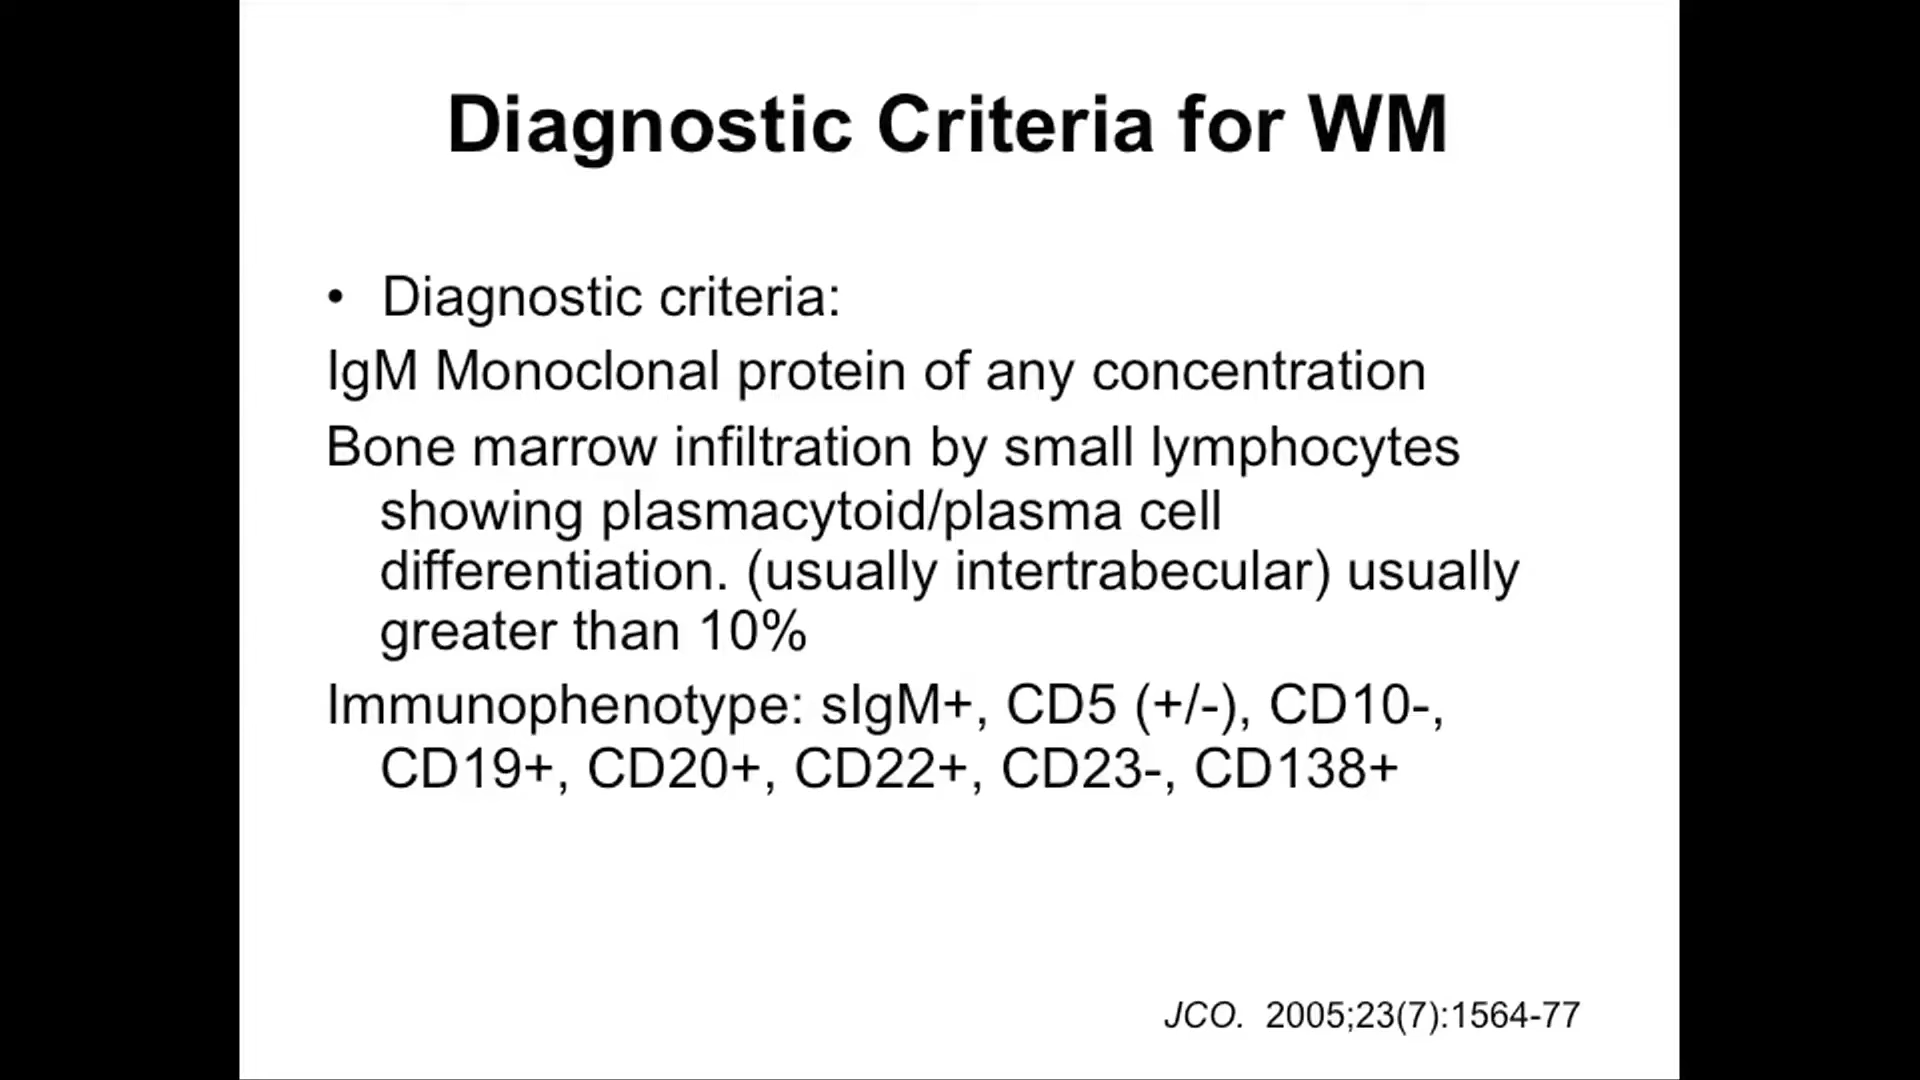 Diagnostic Criteria for WM
• Diagnostic criteria:
IgM Monoclonal protein of any concentration
Bone marrow infiltration by small lymphocytes
showing plasmacytoid/plasma cell
differentiation. (usually intertrabecular) usually
greater than 10%
Immunophenotype: sIgM+, CD5 (+/-), CD10-,
CD19+, CD20+, CD22+, CD23-, CD138+
JCO. 2005;23(7):1564-77